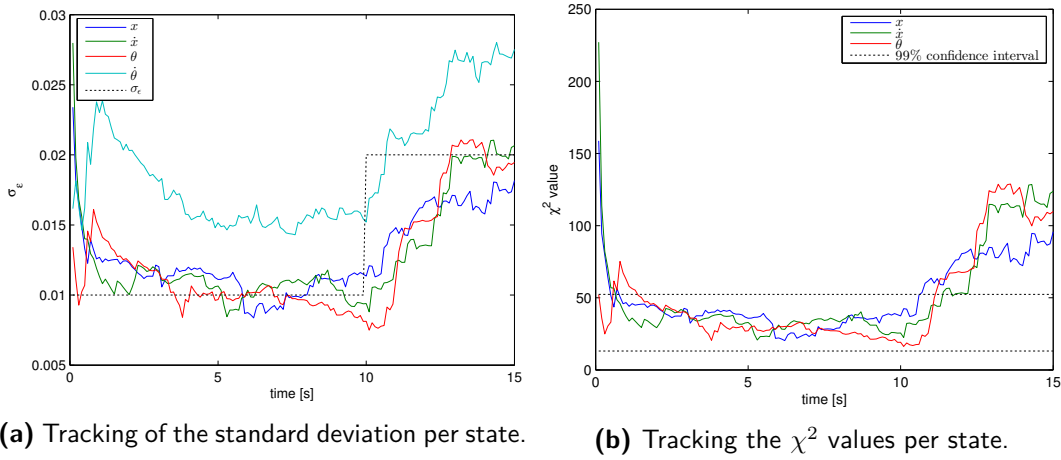 0.03
0.025
0.02
0.015
0.01
0.005
σε
x
ẋ
θ
θ̇
σϵ
0
5
10
15
time [s]
(a) Tracking of the standard deviation per state.
250
200
150
100
50
0
χ² value
x
ẋ
θ
99% confidence interval
0
5
10
15
time [s]
(b) Tracking the χ² values per state.